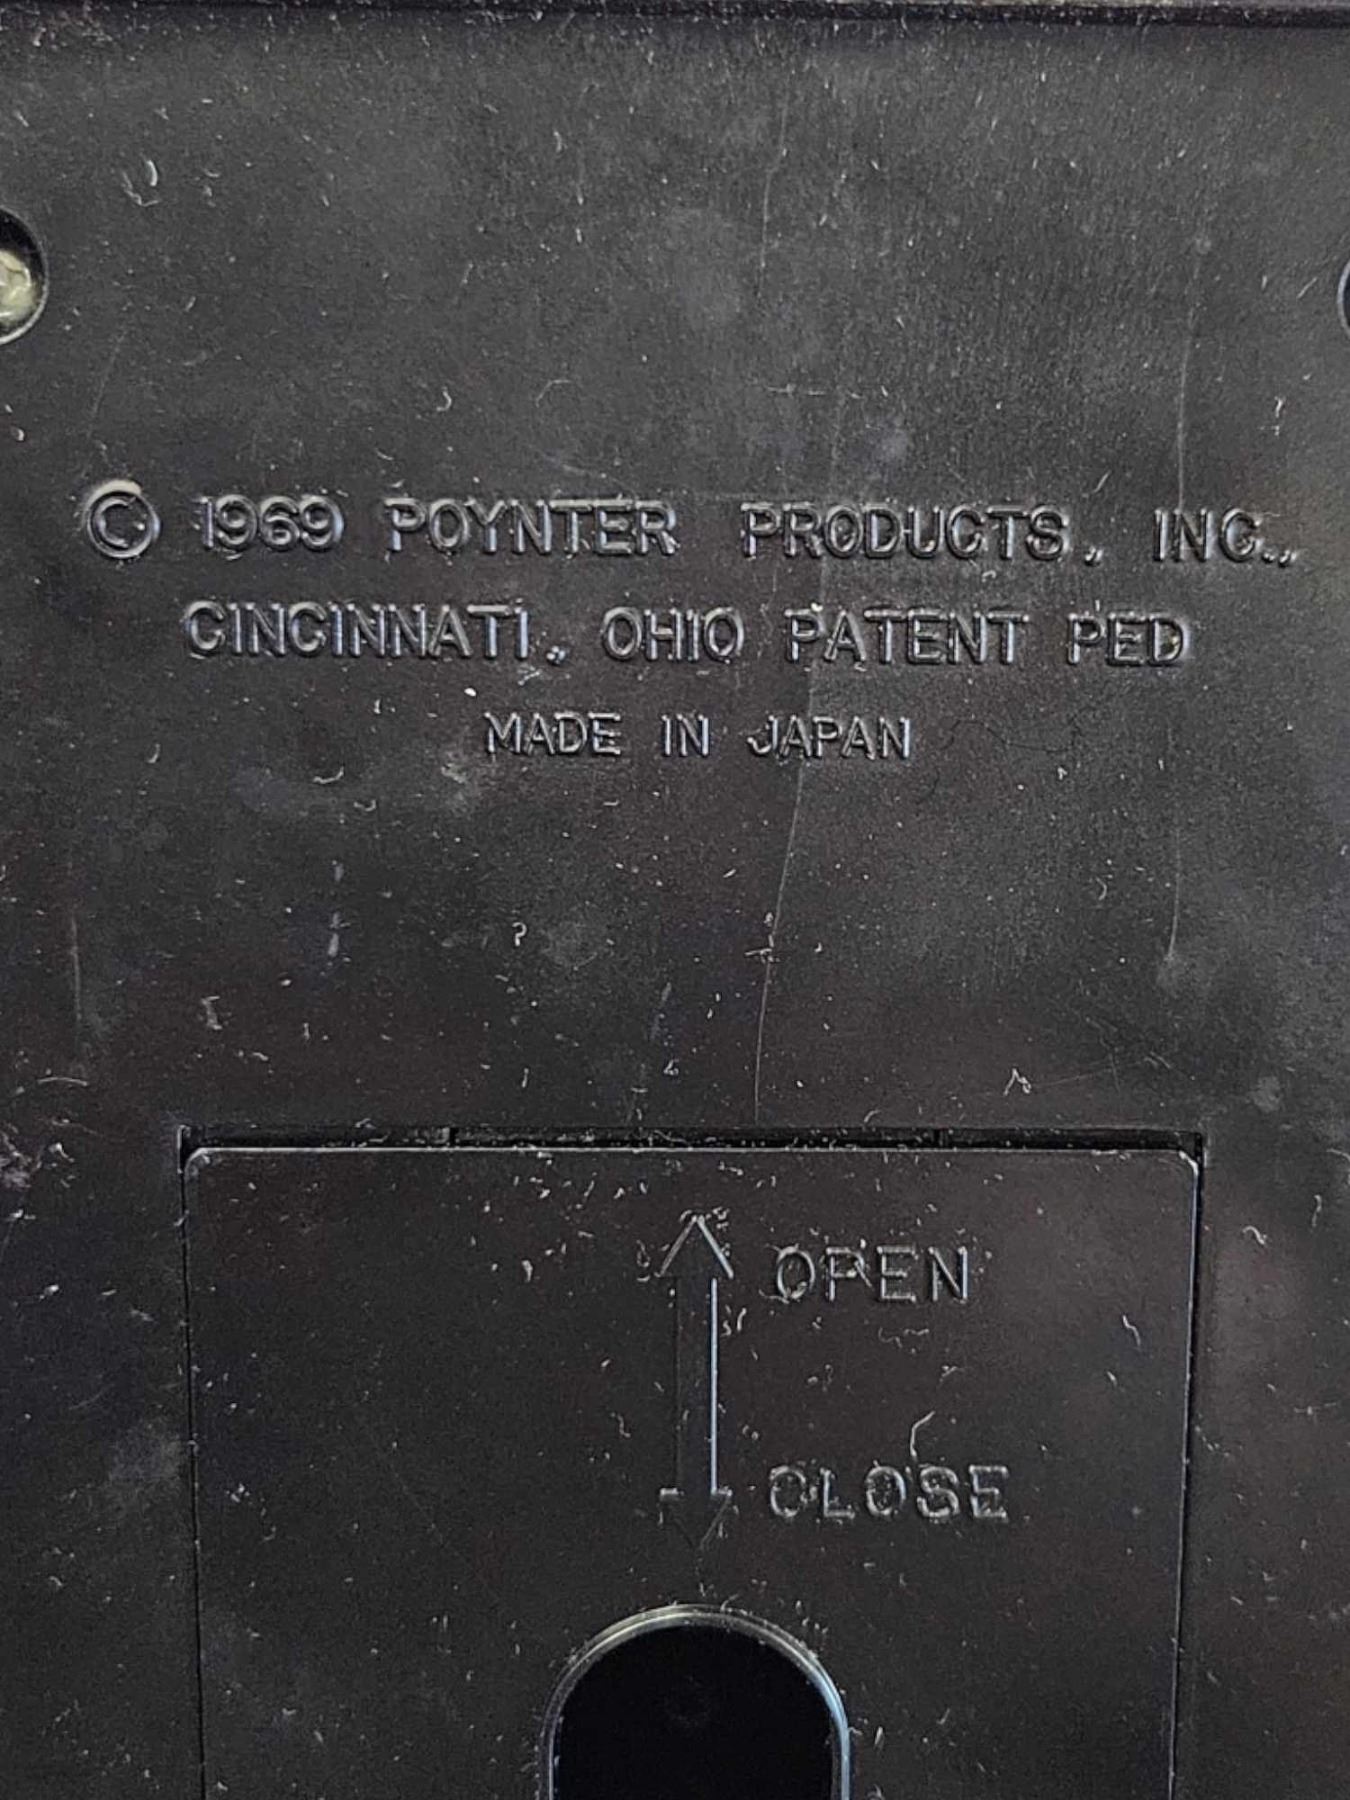 © 1969 POYNTER PRODUCTS, INC.,
CINCINNATI, OHIO PATENT PED
MADE IN JAPAN
OPEN
CLOSE